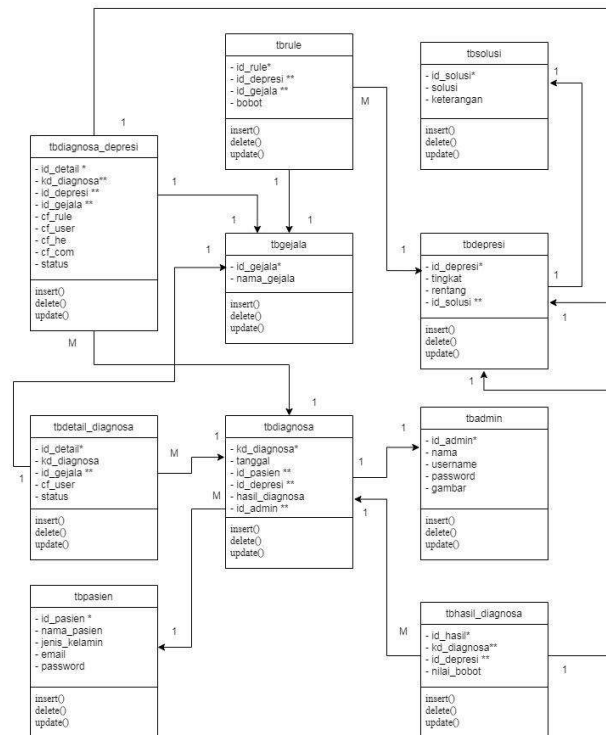 tbrule
- id_rule*
- id_depresi **
- id_gejala **
- bobot
insert()
delete()
update()
tbsolusi
- id_solusi*
- solusi
- keterangan
insert()
delete()
update()
1
M
1
1
tbdiagnosa_depresi
- id_detail *
- kd_diagnosa**
- id_depresi **
- id_gejala **
- cf_rule
- cf_user
- cf_he
- cf_com
- status
insert()
delete()
update()
1
1
1
1
1
tbgejala
- id_gejala*
- nama_gejala
insert()
delete()
update()
1
tbdepresi
- id_depresi*
- tingkat
- rentang
- id_solusi **
insert()
delete()
update()
1
1
M
1
1
tbdetail_diagnosa
- id_detail*
- kd_diagnosa
- id_gejala **
- cf_user
- status
insert()
delete()
update()
1
M
1
tbdiagnosa
- kd_diagnosa*
- tanggal
- id_pasien **
- id_depresi **
- hasil_diagnosa
- id_admin **
insert()
delete()
update()
M
1
1
1
tbadmin
- id_admin*
- nama
- username
- password
- gambar
insert()
delete()
update()
tbpasien
- id_pasien *
- nama_pasien
- jenis_kelamin
- email
- password
insert()
delete()
update()
1
M
tbhasil_diagnosa
- id_hasil*
- kd_diagnosa**
- id_depresi **
- nilai_bobot
insert()
delete()
update()
1